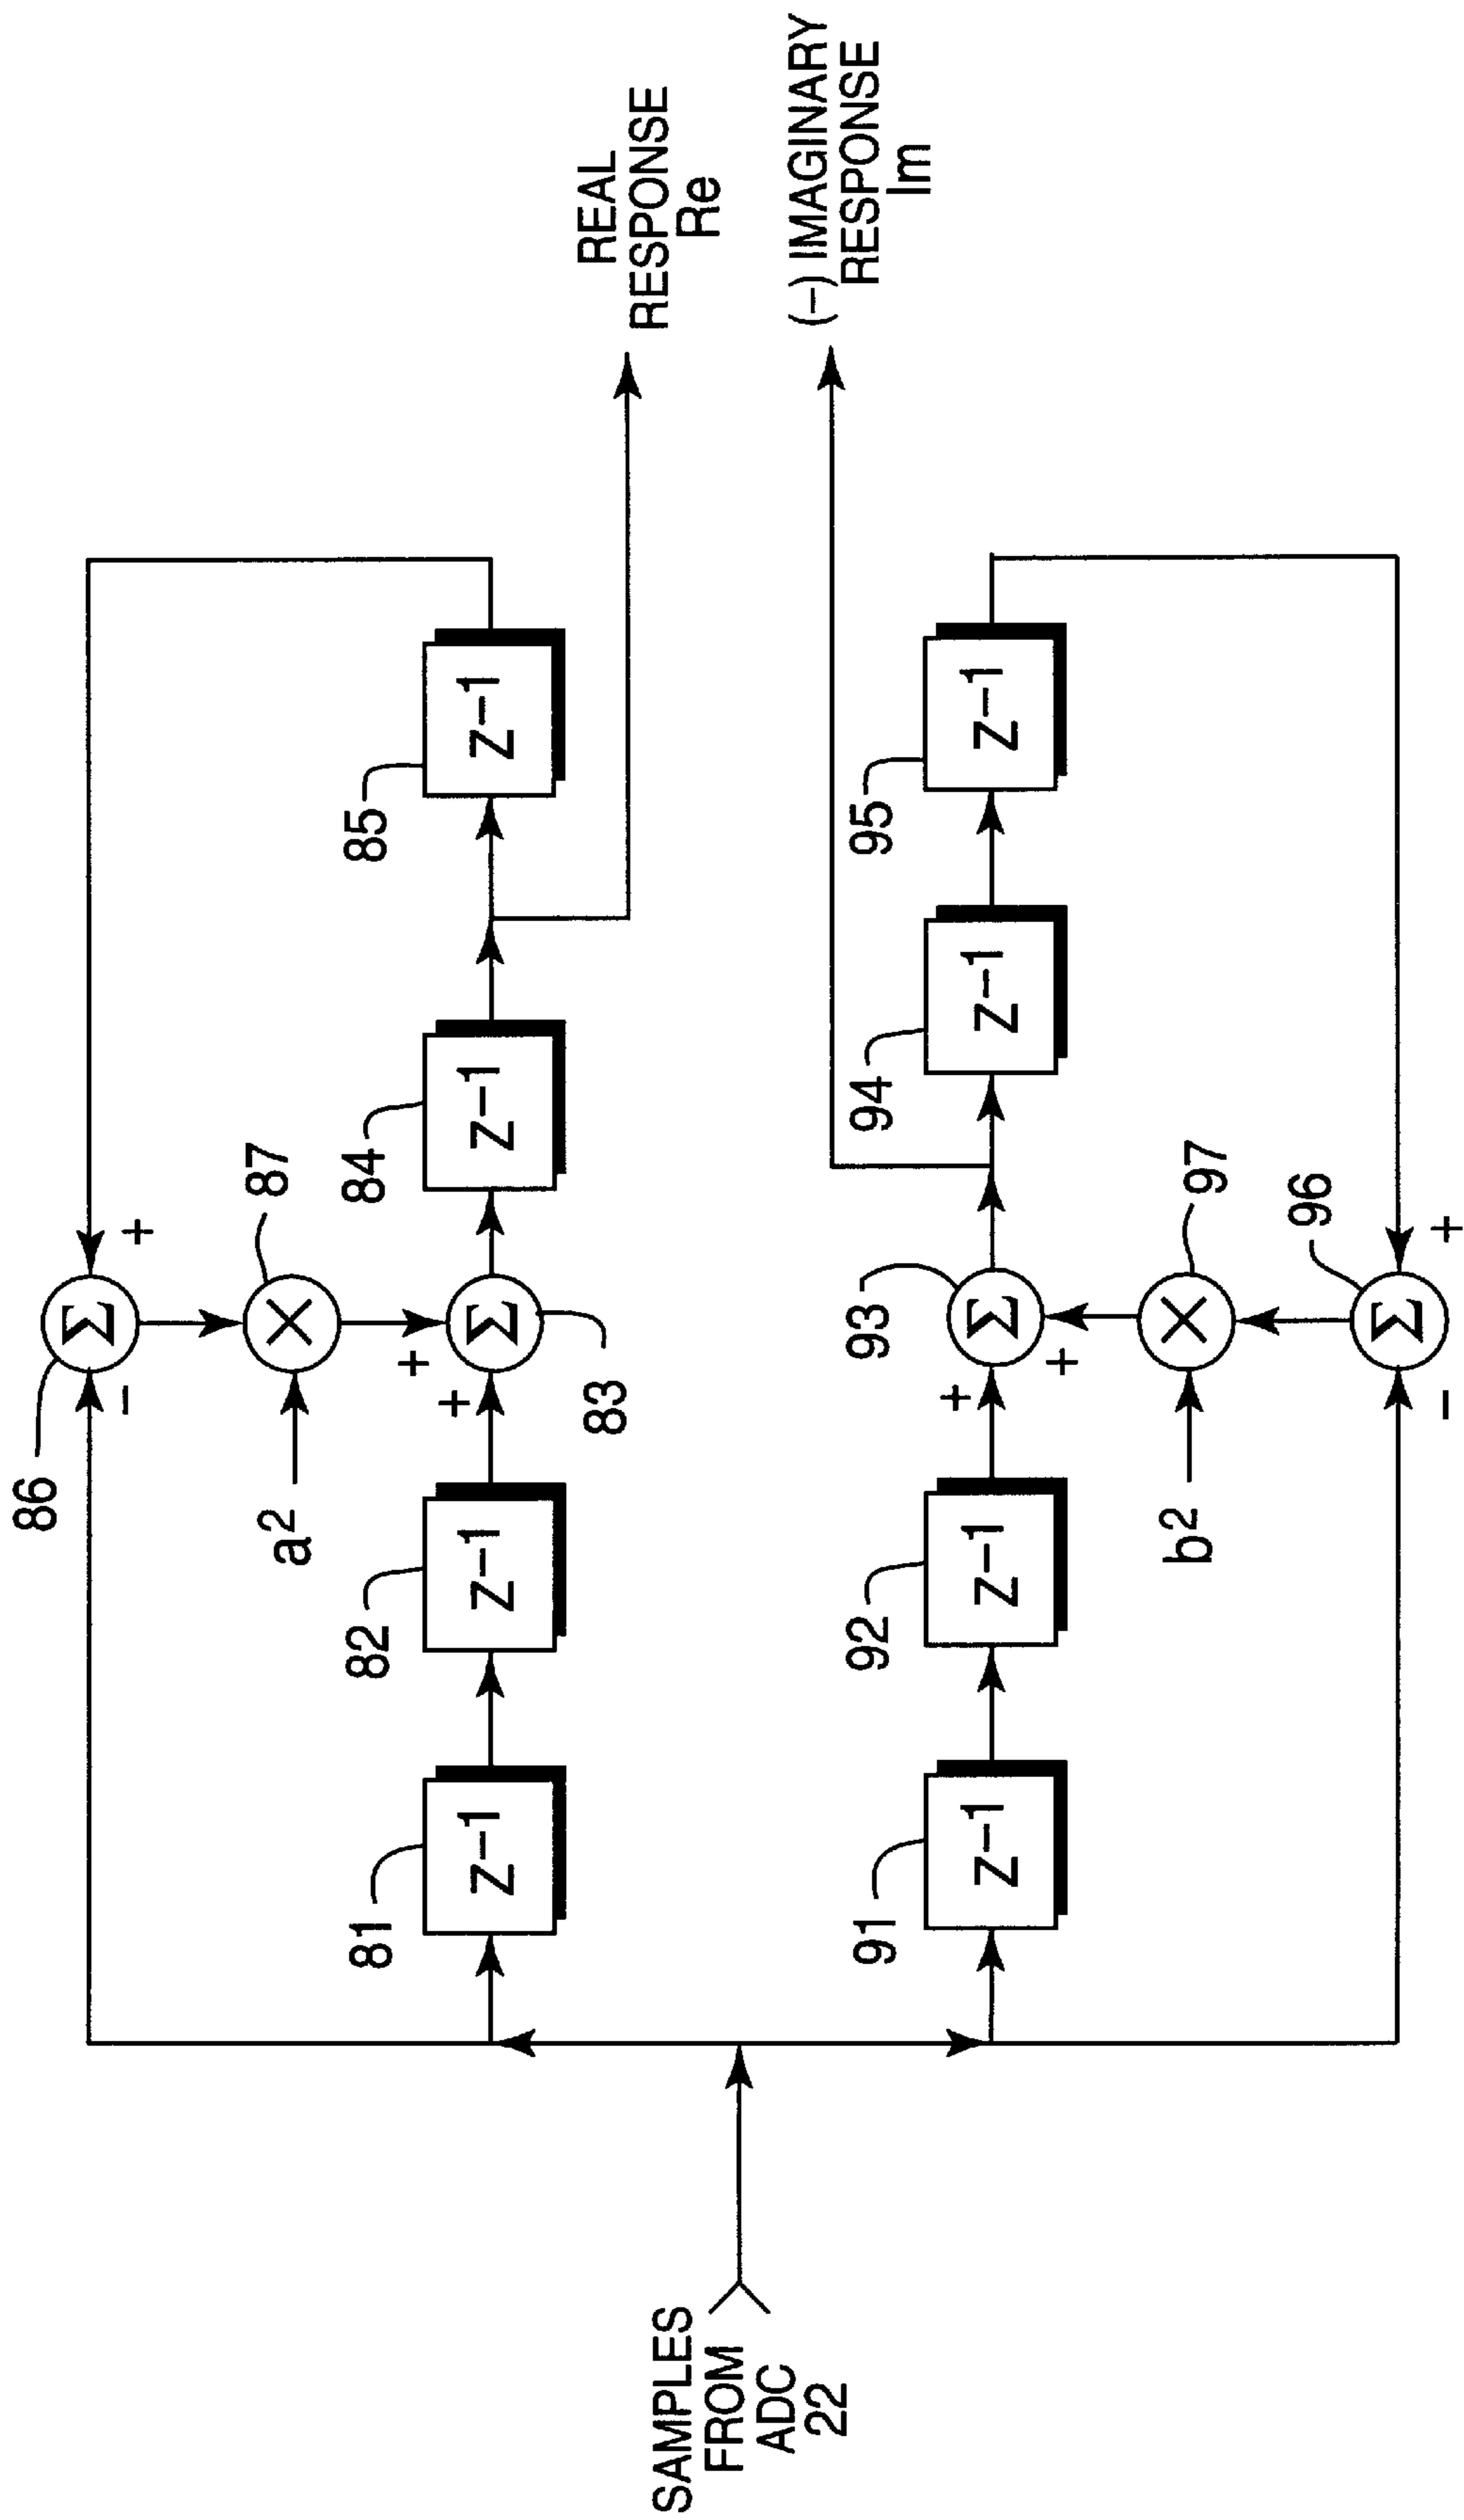 SAMPLES
FROM
ADC
22
86
+
−
87
a²
+
+
81
z⁻¹
82
z⁻¹
Σ
×
Σ
83
84
z⁻¹
85
z⁻¹
REAL
RESPONSE
Re
91
z⁻¹
92
z⁻¹
+
93
Σ
+
94
z⁻¹
95
z⁻¹
(−) IMAGINARY
RESPONSE
Im
b²
×
97
96
Σ
−
+